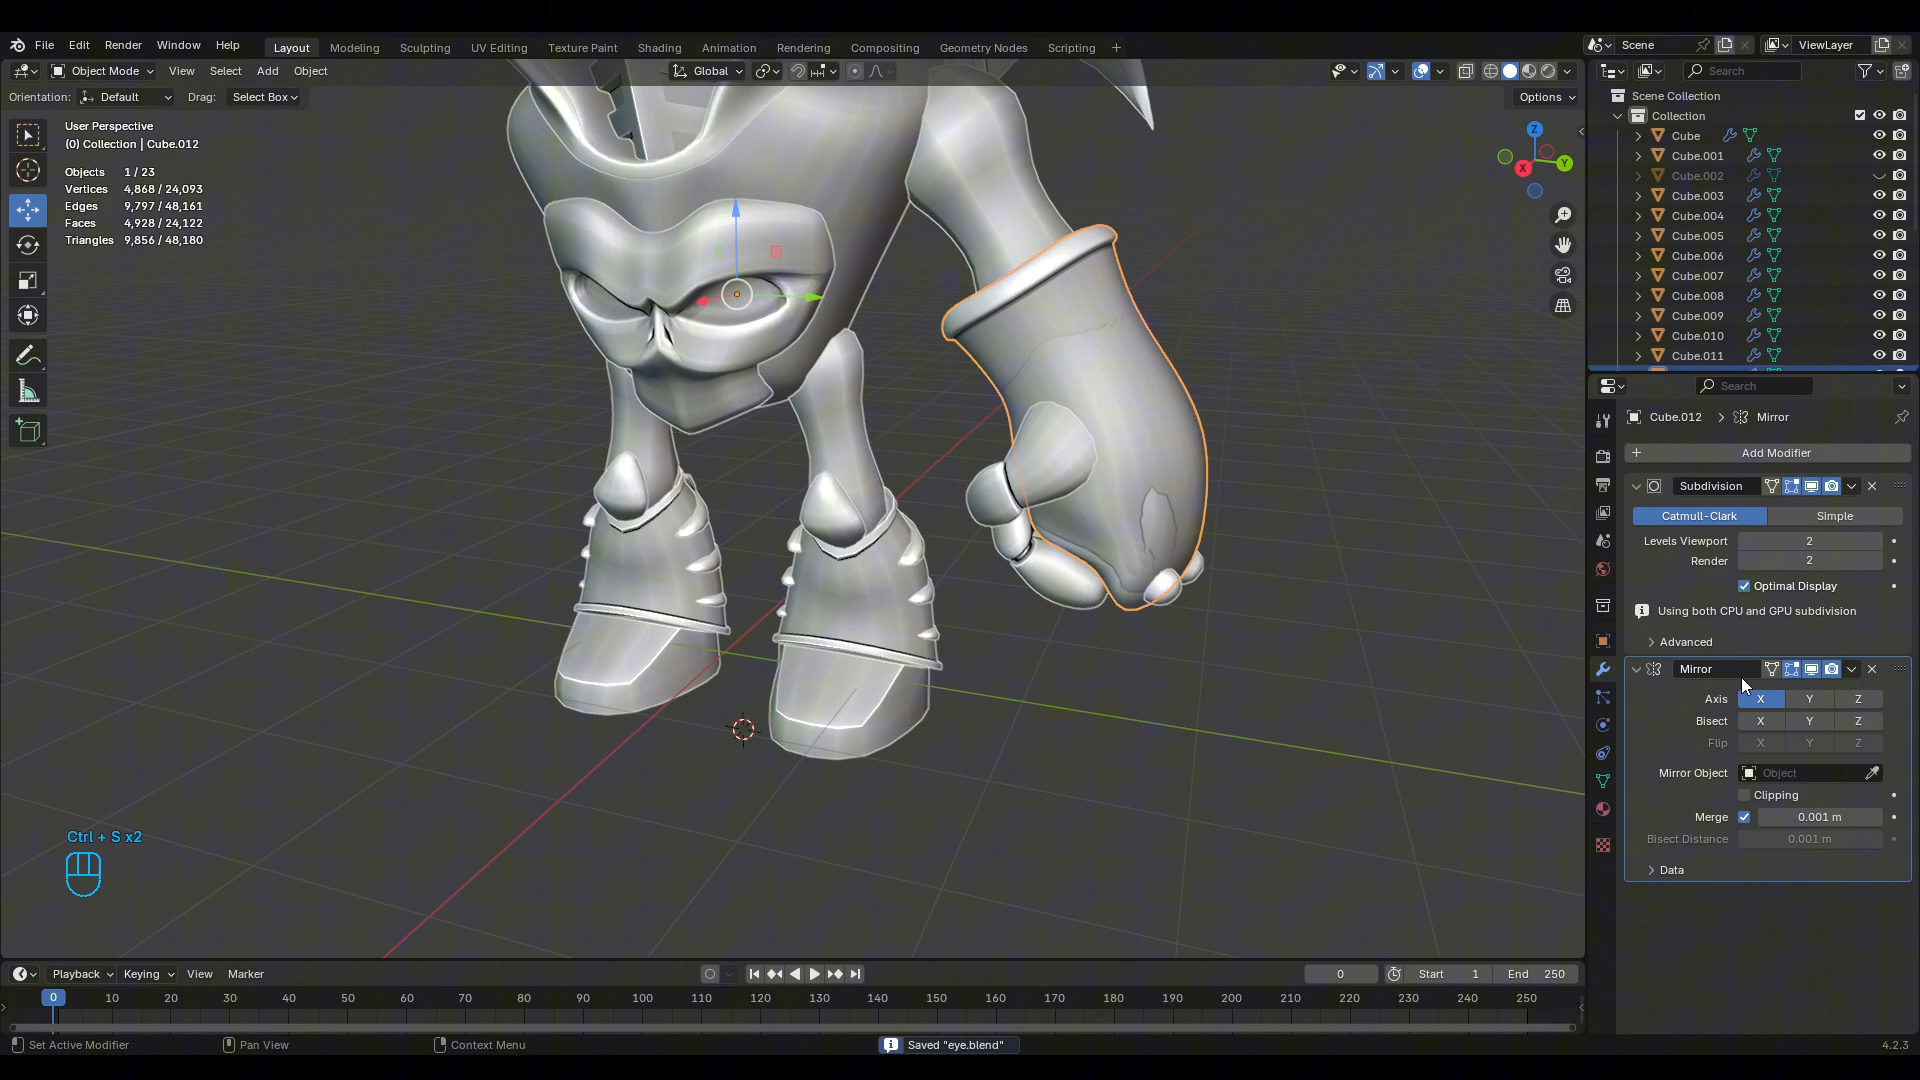 File Edit Render Window Help Layout Modeling Sculpting UV Editing Texture Paint Shading Animation Rendering Compositing Geometry Nodes Scripting + Scene ViewLayer
Object Mode View Select Add Object Global Search
Orientation: Default Drag: Select Box Options
User Perspective
(0) Collection | Cube.012
Objects 1 / 23
Vertices 4,868 / 24,093
Edges 9,797 / 48,161
Faces 4,928 / 24,122
Triangles 9,856 / 48,180
Z
Y
X
Scene Collection
Collection
Cube
Cube.001
Cube.002
Cube.003
Cube.004
Cube.005
Cube.006
Cube.007
Cube.008
Cube.009
Cube.010
Cube.011
Search
Cube.012 > Mirror
+ Add Modifier
Subdivision
Catmull-Clark Simple
Levels Viewport 2
Render 2
Optimal Display
Using both CPU and GPU subdivision
Advanced
Mirror
Axis X Y Z
Bisect X Y Z
Flip X Y Z
Mirror Object Object
Clipping
Merge 0.001 m
Bisect Distance 0.001 m
Data
Ctrl + S x2
Playback Keying View Marker 0 Start 1 End 250
0 10 20 30 40 50 60 70 80 90 100 110 120 130 140 150 160 170 180 190 200 210 220 230 240 250
Set Active Modifier Pan View Context Menu Saved "eye.blend" 4.2.3